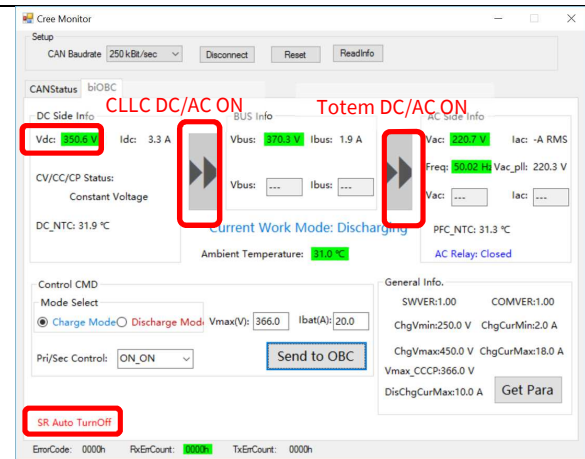 Cree Monitor
Setup
CAN Baudrate 250 kBit/sec Disconnect Reset ReadInfo
CANStatus biOBC
CLLC DC/AC ON Totem DC/AC ON
DC Side Info BUS Info AC Side Info
Vdc: 350.6 V Idc: 3.3 A Vbus: 370.3 V Ibus: 1.9 A Vac: 220.7 V Iac: -A RMS
Freq: 50.02 Hz Vac_pll: 220.3 V
CV/CC/CP Status:
Constant Voltage
Vbus: --- Ibus: --- Vac: --- Iac: ---
DC_NTC: 31.9 ℃ Current Work Mode: Discharging PFC_NTC: 31.3 ℃
Ambient Temperature: 31.0 ℃ AC Relay: Closed
Control CMD General Info.
Mode Select SWVER:1.00 COMVER:1.00
Charge Mode Discharge Mode Vmax(V): 366.0 Ibat(A): 20.0 ChgVmin:250.0 V ChgCurMin:2.0 A
Pri/Sec Control: ON_ON Send to OBC ChgVmax:450.0 V ChgCurMax:18.0 A
Vmax_CCCP:366.0 V
DisChgCurMax:10.0 A Get Para
SR Auto TurnOff
ErrorCode: 0000h RxErrCount: 0000h TxErrCount: 0000h